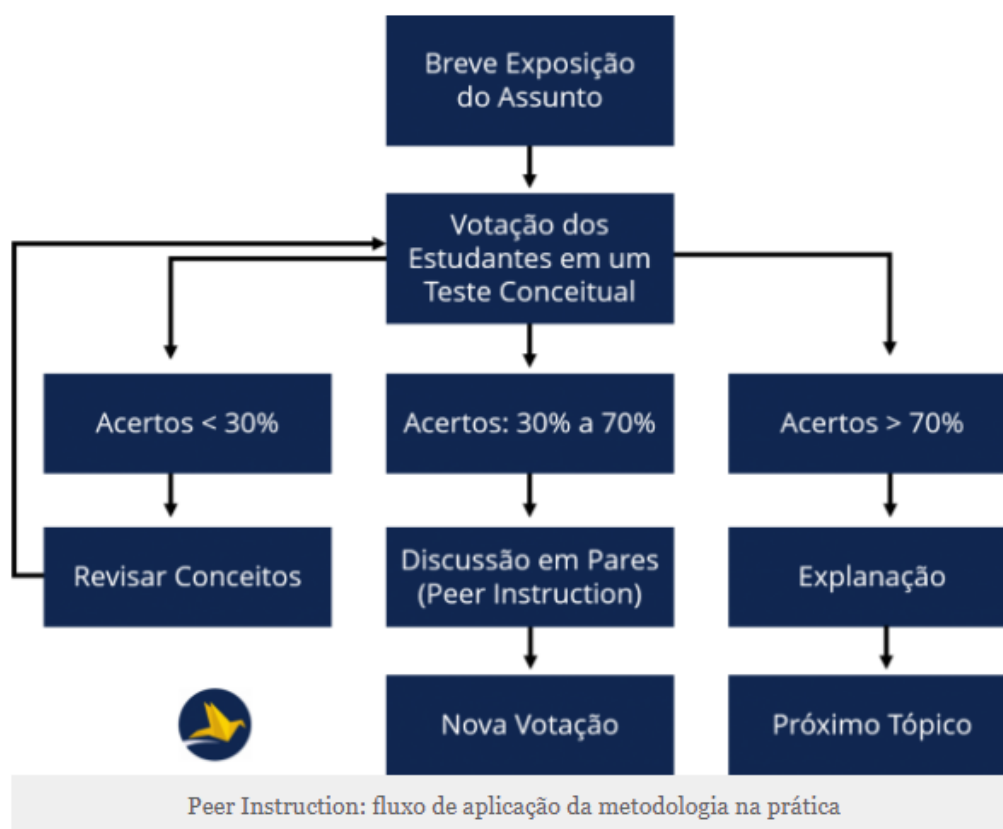 Breve Exposição
do Assunto
Votação dos
Estudantes em um
Teste Conceitual
Acertos < 30%
Acertos: 30% a 70%
Acertos > 70%
Revisar Conceitos
Discussão em Pares
(Peer Instruction)
Explanação
Nova Votação
Próximo Tópico
Peer Instruction: fluxo de aplicação da metodologia na prática